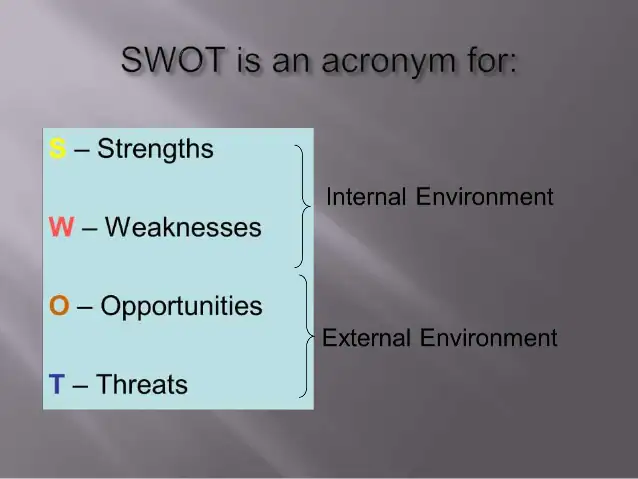 SWOT is an acronym for:
S – Strengths
Internal Environment
W – Weaknesses
O – Opportunities
External Environment
T – Threats